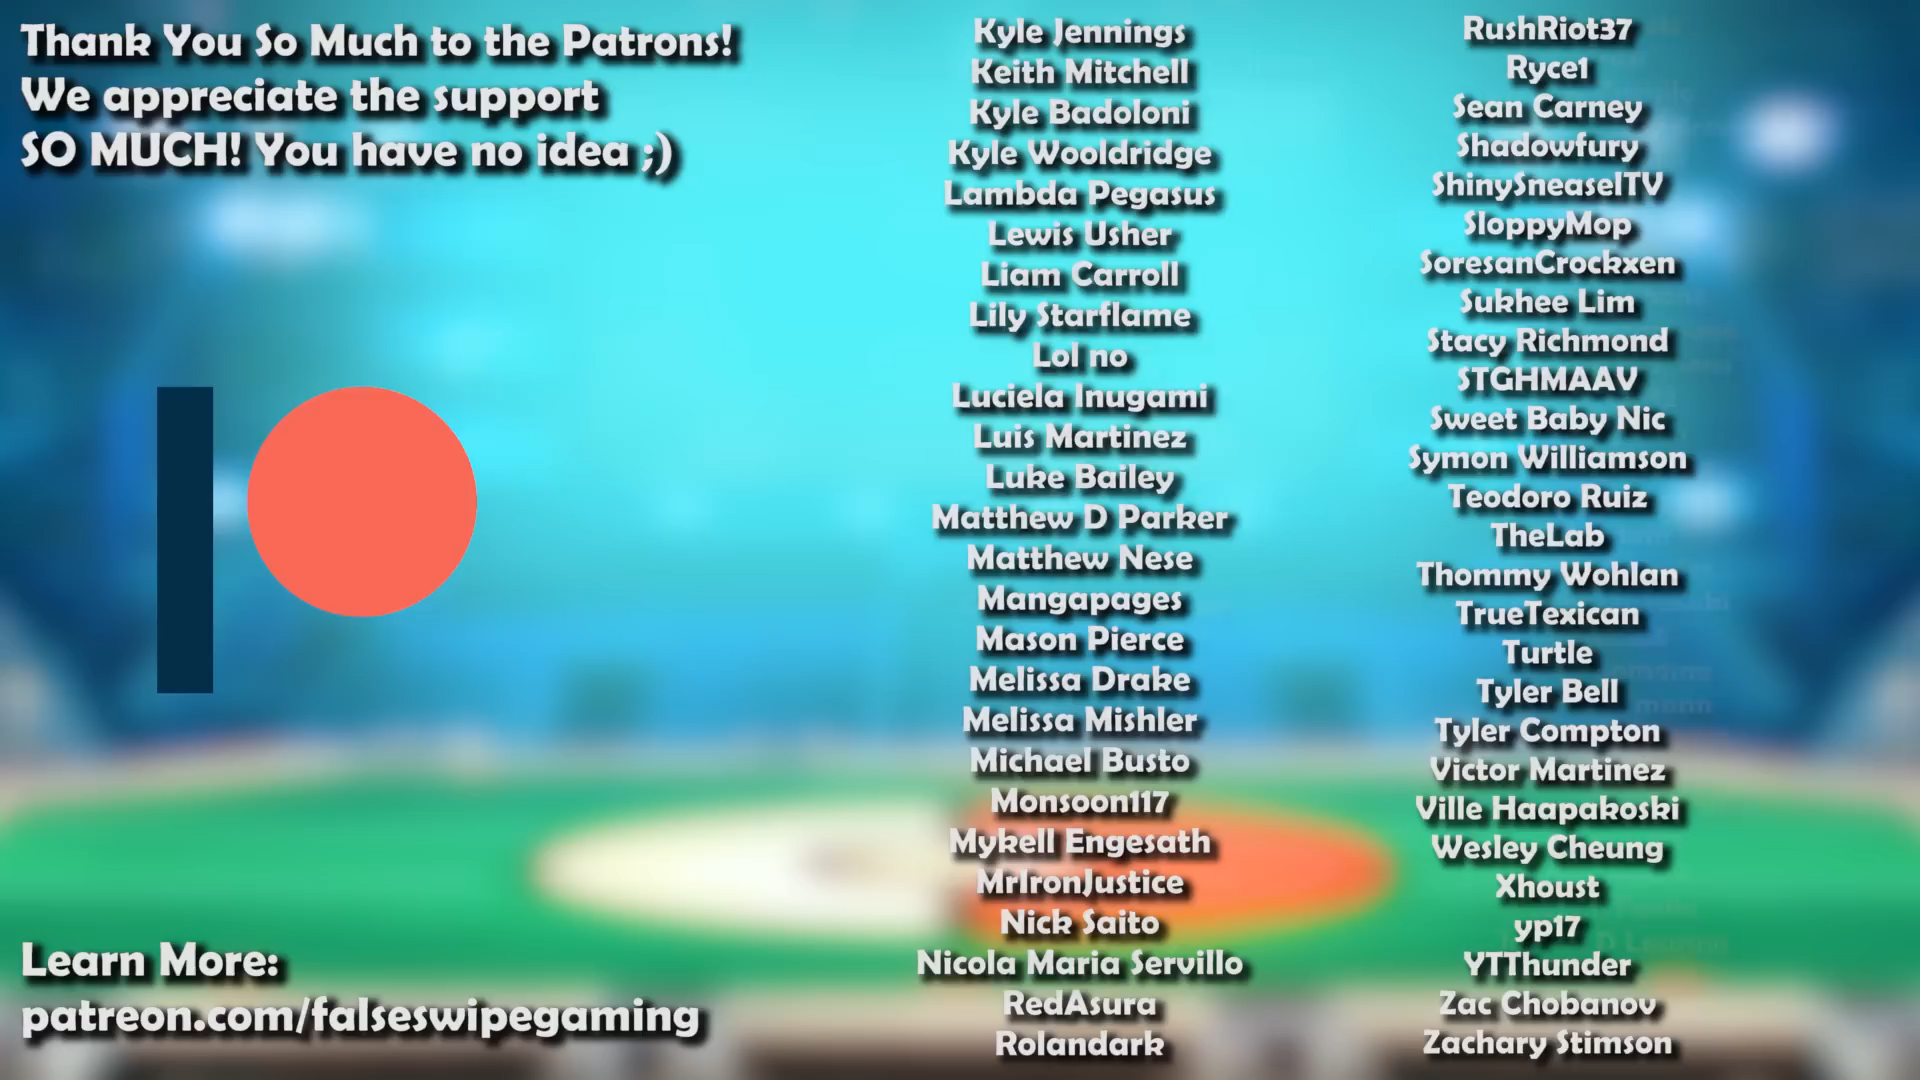 Thank You So Much to the Patrons!
We appreciate the support
SO MUCH! You have no idea ;)
Learn More:
patreon.com/falseswipegaming
Kyle Jennings
Keith Mitchell
Kyle Badoloni
Kyle Wooldridge
Lambda Pegasus
Lewis Usher
Liam Carroll
Lily Starflame
Lol no
Luciela Inugami
Luis Martinez
Luke Bailey
Matthew D Parker
Matthew Nese
Mangapages
Mason Pierce
Melissa Drake
Melissa Mishler
Michael Busto
Monsoon117
Mykell Engesath
MrIronJustice
Nick Saito
Nicola Maria Servillo
RedAsura
Rolandark
RushRiot37
Ryce1
Sean Carney
Shadowfury
ShinySneaselTV
SloppyMop
SoresanCrockxen
Sukhee Lim
Stacy Richmond
STGHMAAV
Sweet Baby Nic
Symon Williamson
Teodoro Ruiz
TheLab
Thommy Wohlan
TrueTexican
Turtle
Tyler Bell
Tyler Compton
Victor Martinez
Ville Haapakoski
Wesley Cheung
Xhoust
yp17
YTThunder
Zac Chobanov
Zachary Stimson